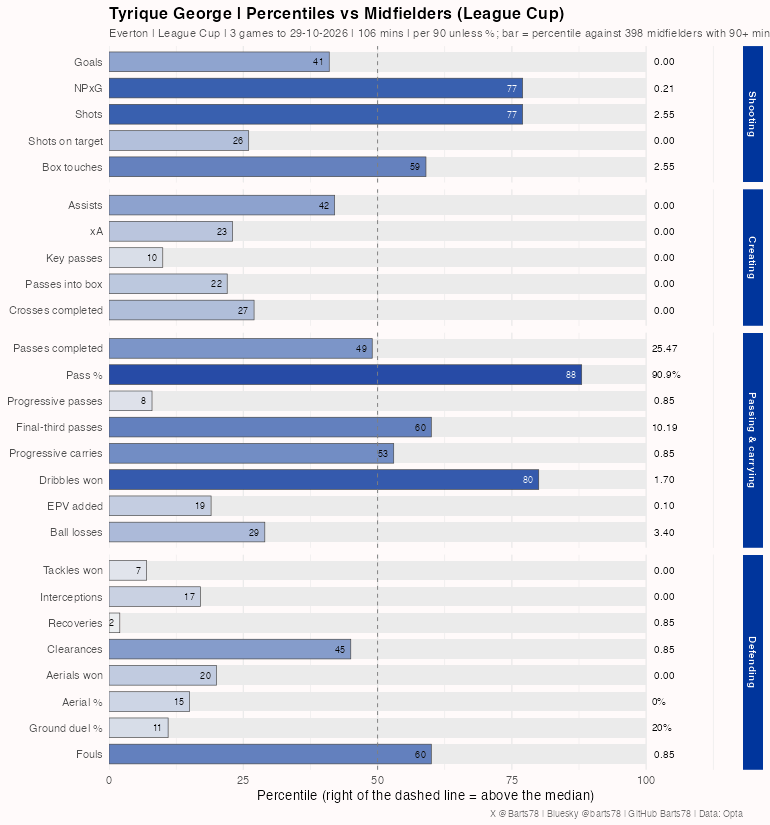 Tyrique George | Percentiles vs Midfielders (League Cup)
Everton | League Cup | 3 games to 29-10-2026 | 106 mins | per 90 unless %; bar = percentile against 398 midfielders with 90+ min
Goals 41 0.00
NPxG 77 0.21
Shots 77 2.55
Shots on target 26 0.00
Box touches 59 2.55
Shooting
Assists 42 0.00
xA 23 0.00
Key passes 10 0.00
Passes into box 22 0.00
Crosses completed 27 0.00
Creating
Passes completed 49 25.47
Pass % 88 90.9%
Progressive passes 8 0.85
Final-third passes 60 10.19
Progressive carries 53 0.85
Dribbles won 80 1.70
EPV added 19 0.10
Ball losses 29 3.40
Passing & carrying
Tackles won 7 0.00
Interceptions 17 0.00
Recoveries 2 0.85
Clearances 45 0.85
Aerials won 20 0.00
Aerial % 15 0%
Ground duel % 11 20%
Fouls 60 0.85
Defending
0 25 50 75 100
Percentile (right of the dashed line = above the median)
X @Barts78 | Bluesky @barts78 | GitHub Barts78 | Data: Opta